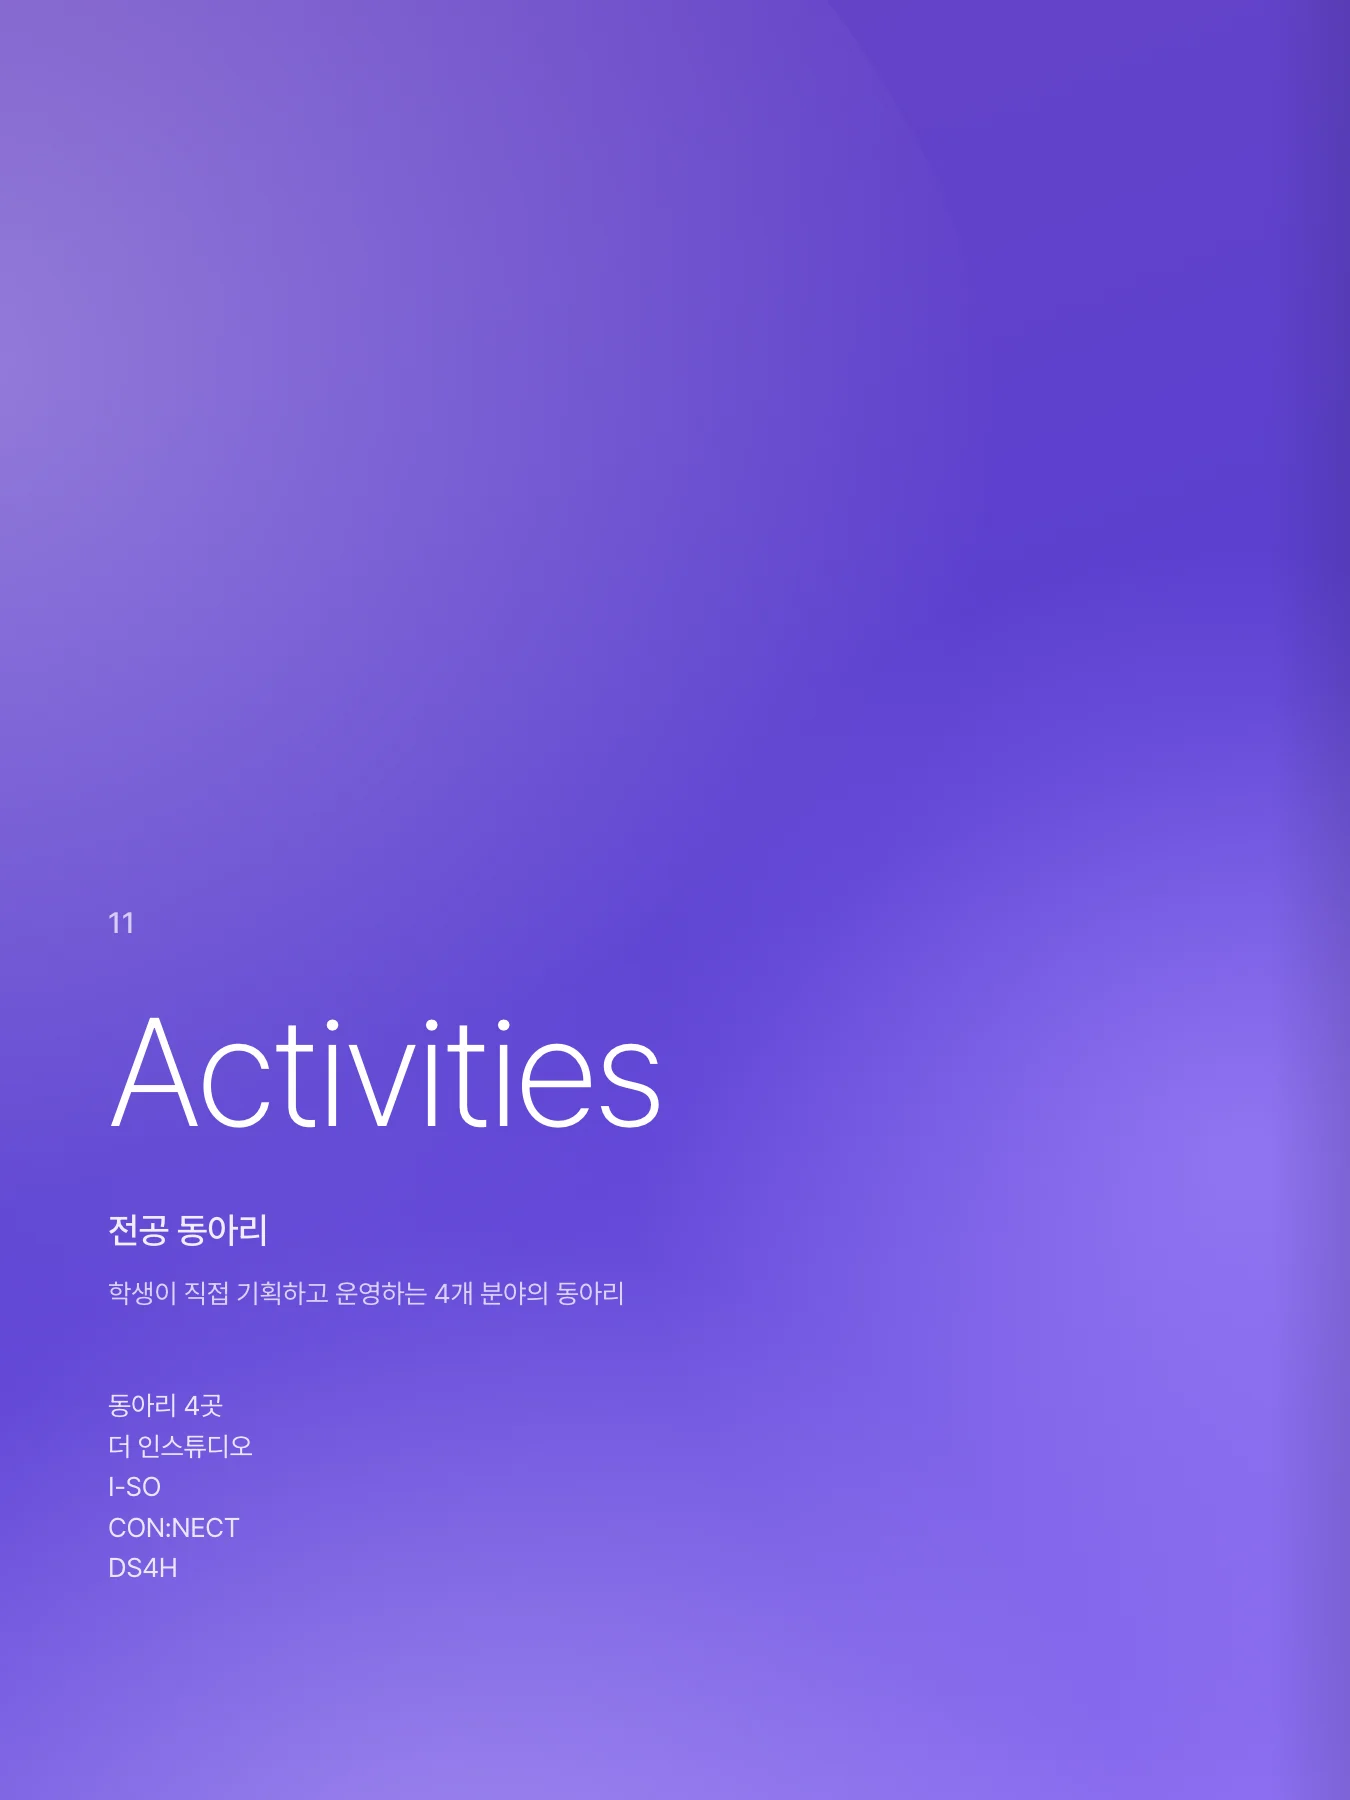 11
Activities
전공 동아리
학생이 직접 기획하고 운영하는 4개 분야의 동아리
동아리 4곳
더 인스튜디오
I-SO
CON:NECT
DS4H